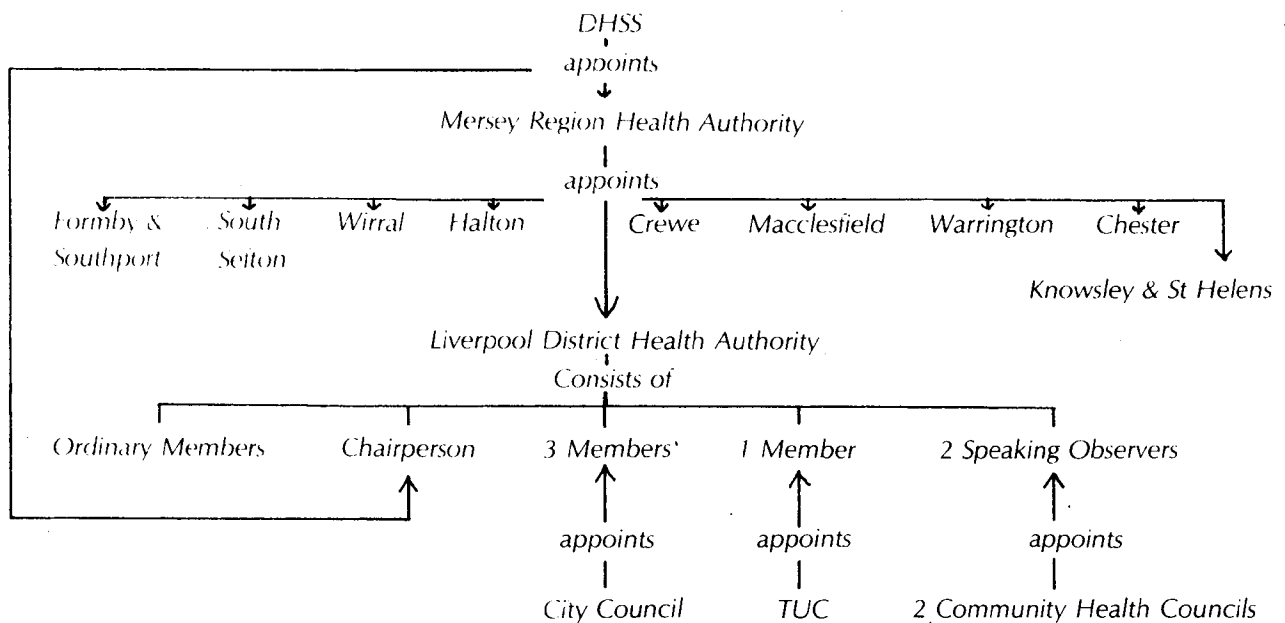 DHSS
appoints
Mersey Region Health Authority
appoints
Formby &
Southport
South
Sefton
Wirral
Halton
Crewe
Macclesfield
Warrington
Chester
Knowsley & St Helens
Liverpool District Health Authority
Consists of
Ordinary Members
Chairperson
3 Members'
1 Member
2 Speaking Observers
appoints
appoints
appoints
City Council
TUC
2 Community Health Councils